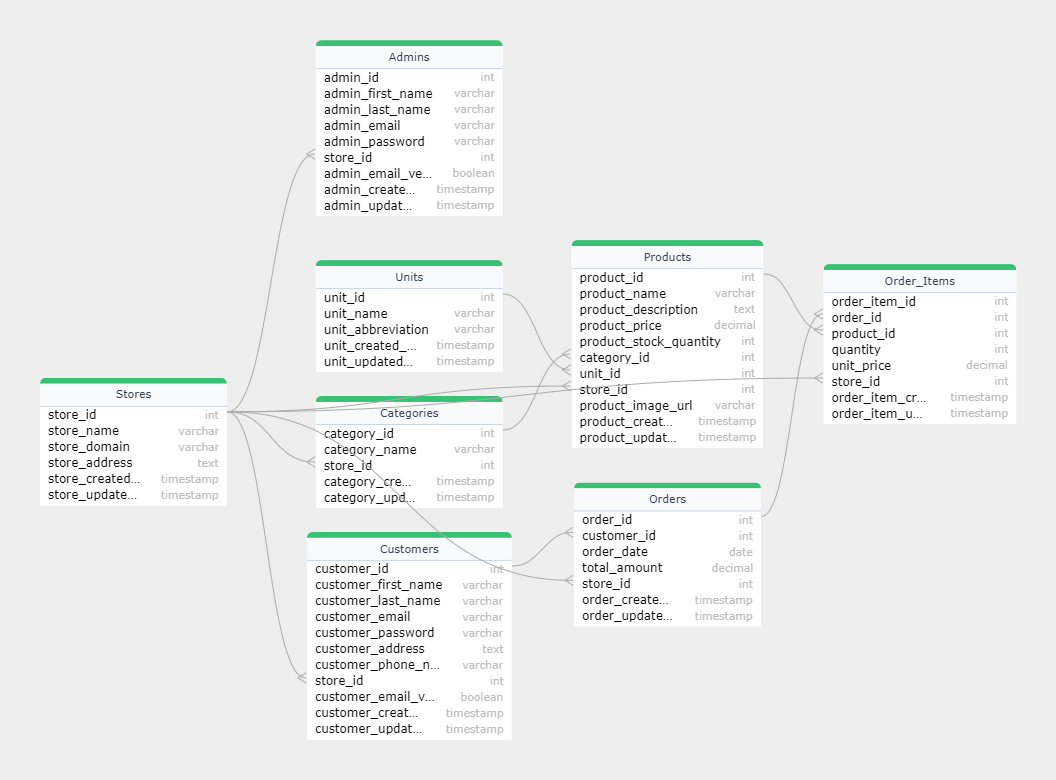 Admins
admin_id int
admin_first_name varchar
admin_last_name varchar
admin_email varchar
admin_password varchar
store_id int
admin_email_ve... boolean
admin_create... timestamp
admin_updat... timestamp
Units
unit_id int
unit_name varchar
unit_abbreviation varchar
unit_created_... timestamp
unit_updated... timestamp
Products
product_id int
product_name varchar
product_description text
product_price decimal
product_stock_quantity int
category_id int
unit_id int
store_id int
product_image_url varchar
product_creat... timestamp
product_updat... timestamp
Order_Items
order_item_id int
order_id int
product_id int
quantity int
unit_price decimal
store_id int
order_item_cr... timestamp
order_item_u... timestamp
Stores
store_id int
store_name varchar
store_domain varchar
store_address text
store_created... timestamp
store_update... timestamp
Categories
category_id int
category_name varchar
store_id int
category_cre... timestamp
category_upd... timestamp
Orders
order_id int
customer_id int
order_date date
total_amount decimal
store_id int
order_create... timestamp
order_update... timestamp
Customers
customer_id int
customer_first_name varchar
customer_last_name varchar
customer_email varchar
customer_password varchar
customer_address text
customer_phone_n... varchar
store_id int
customer_email_v... boolean
customer_creat... timestamp
customer_updat... timestamp